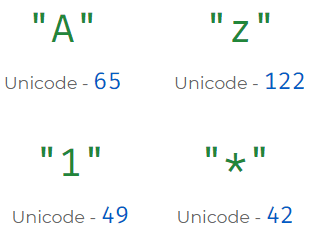 "A" "z"
Unicode - 65 Unicode - 122
"1" "*"
Unicode - 49 Unicode - 42